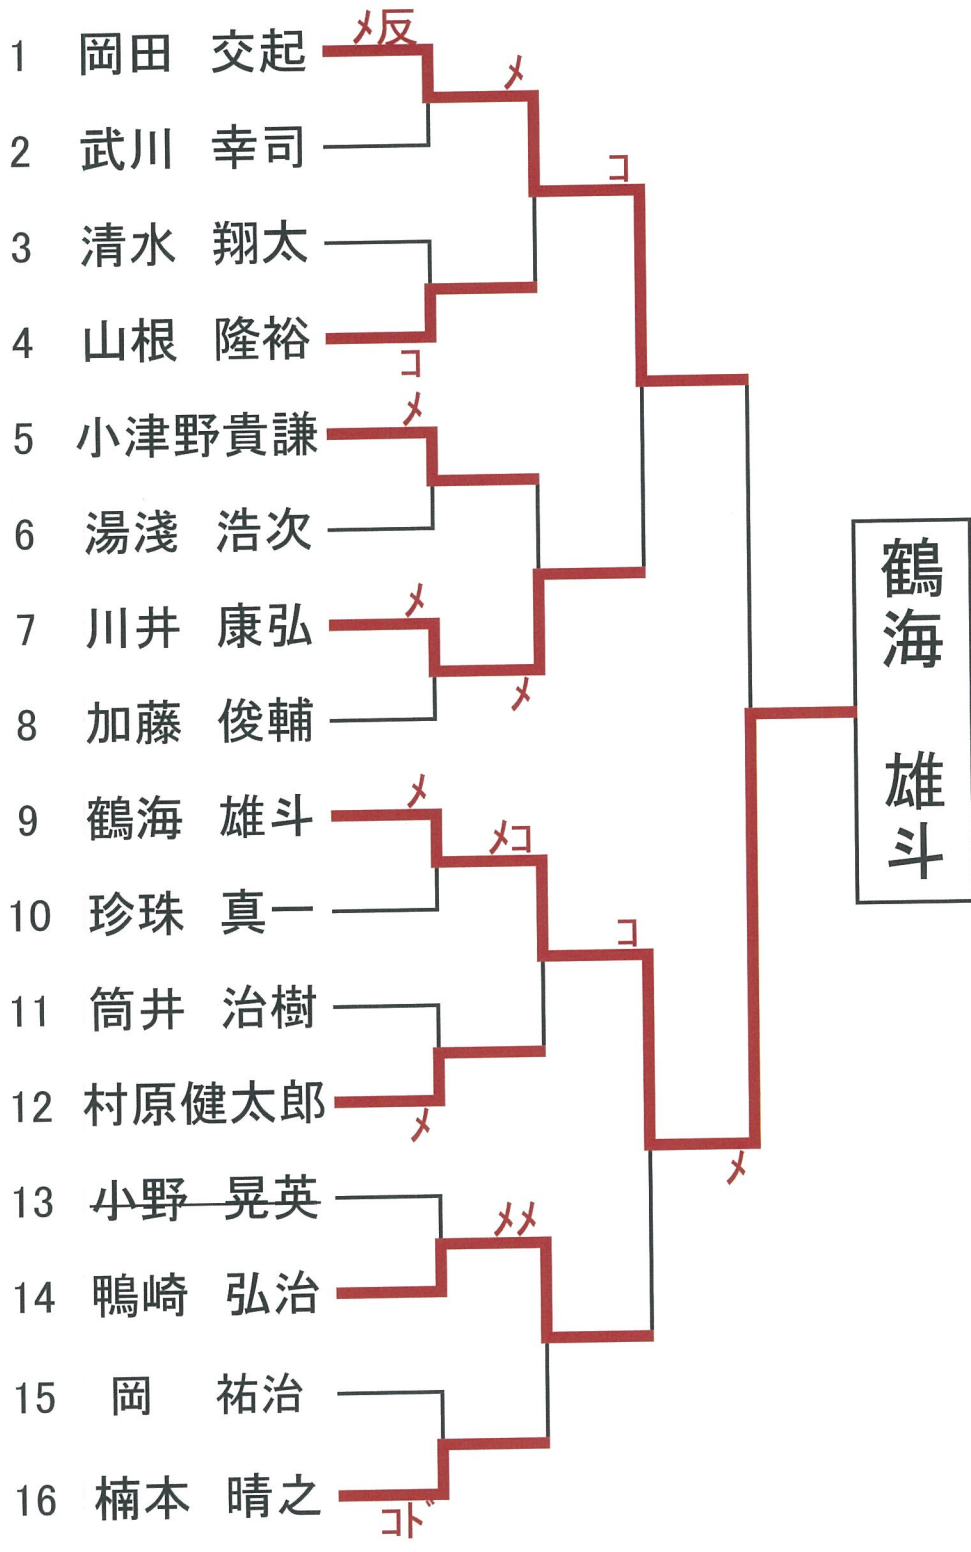 メ反
1 岡田 交起
メ
2 武川 幸司
コ
3 清水 翔太
4 山根 隆裕
コ
メ
5 小津野貴謙
6 湯淺 浩次
メ
7 川井 康弘
メ
8 加藤 俊輔
メ
9 鶴海 雄斗
メコ
10 珍珠 真一
コ
11 筒井 治樹
12 村原健太郎
メ
メ
13 小野 晃英
メメ
14 鴨崎 弘治
15 岡 祐治
16 楠本 晴之
コド
鶴海 雄斗